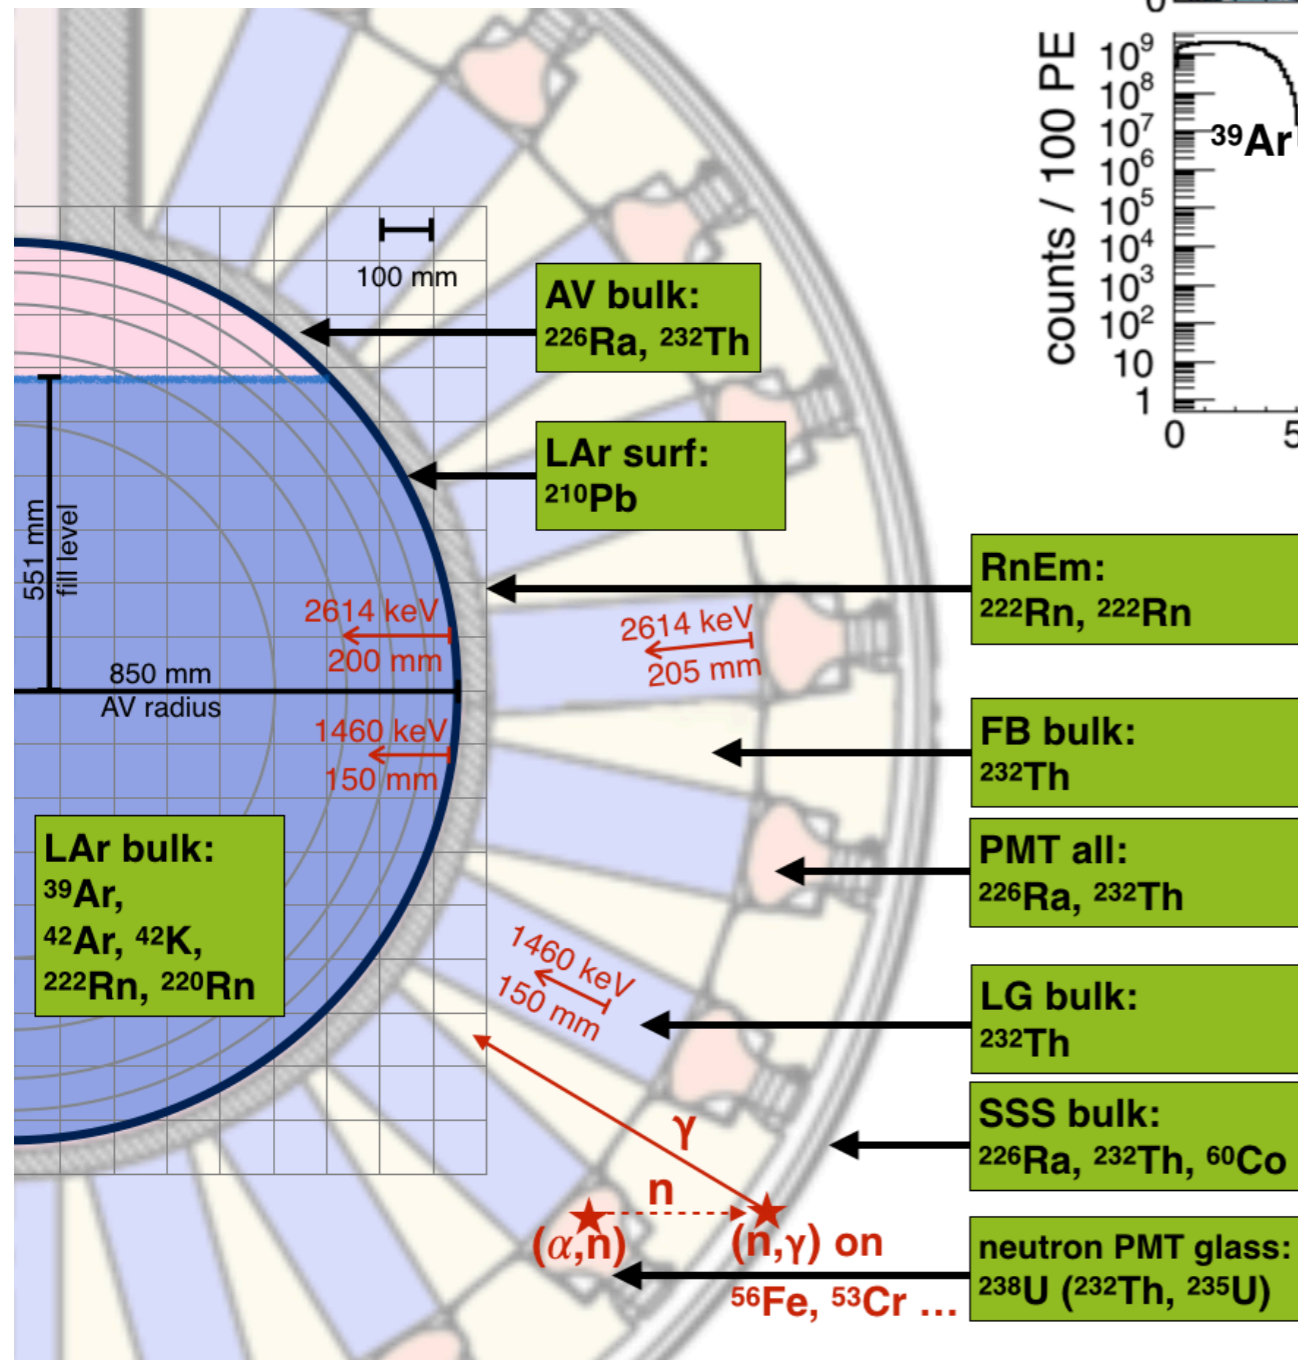 0
counts / 100 PE
10⁹
10⁸
10⁷
10⁶
10⁵
10⁴
10³
10²
10
1
³⁹Ar
0
5
100 mm
AV bulk:
²²⁶Ra, ²³²Th
LAr surf:
²¹⁰Pb
551 mm
fill level
850 mm
AV radius
2614 keV
200 mm
1460 keV
150 mm
2614 keV
205 mm
RnEm:
²²²Rn, ²²²Rn
FB bulk:
²³²Th
PMT all:
²²⁶Ra, ²³²Th
LAr bulk:
³⁹Ar,
⁴²Ar, ⁴²K,
²²²Rn, ²²⁰Rn
1460 keV
150 mm
LG bulk:
²³²Th
SSS bulk:
²²⁶Ra, ²³²Th, ⁶⁰Co
γ
n
(α,n)
(n,γ) on
⁵⁶Fe, ⁵³Cr ...
neutron PMT glass:
²³⁸U (²³²Th, ²³⁵U)